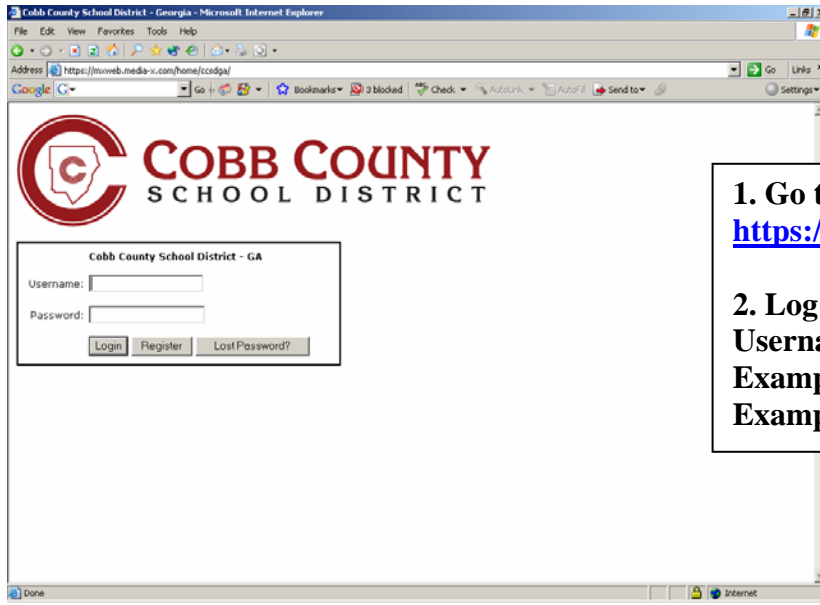 Cobb County School District - Georgia - Microsoft Internet Explorer
File Edit View Favorites Tools Help
Address https://mxweb.media-x.com/home/ccsdga/ Go Links
Google G Go Bookmarks 3 blocked Check AutoLink AutoFill Send to Settings
C
COBB COUNTY
SCHOOL DISTRICT
Cobb County School District - GA
Username:
Password:
Login Register Lost Password?
1. Go
https:/
2. Log
Userna
Examp
Examp
Done Internet